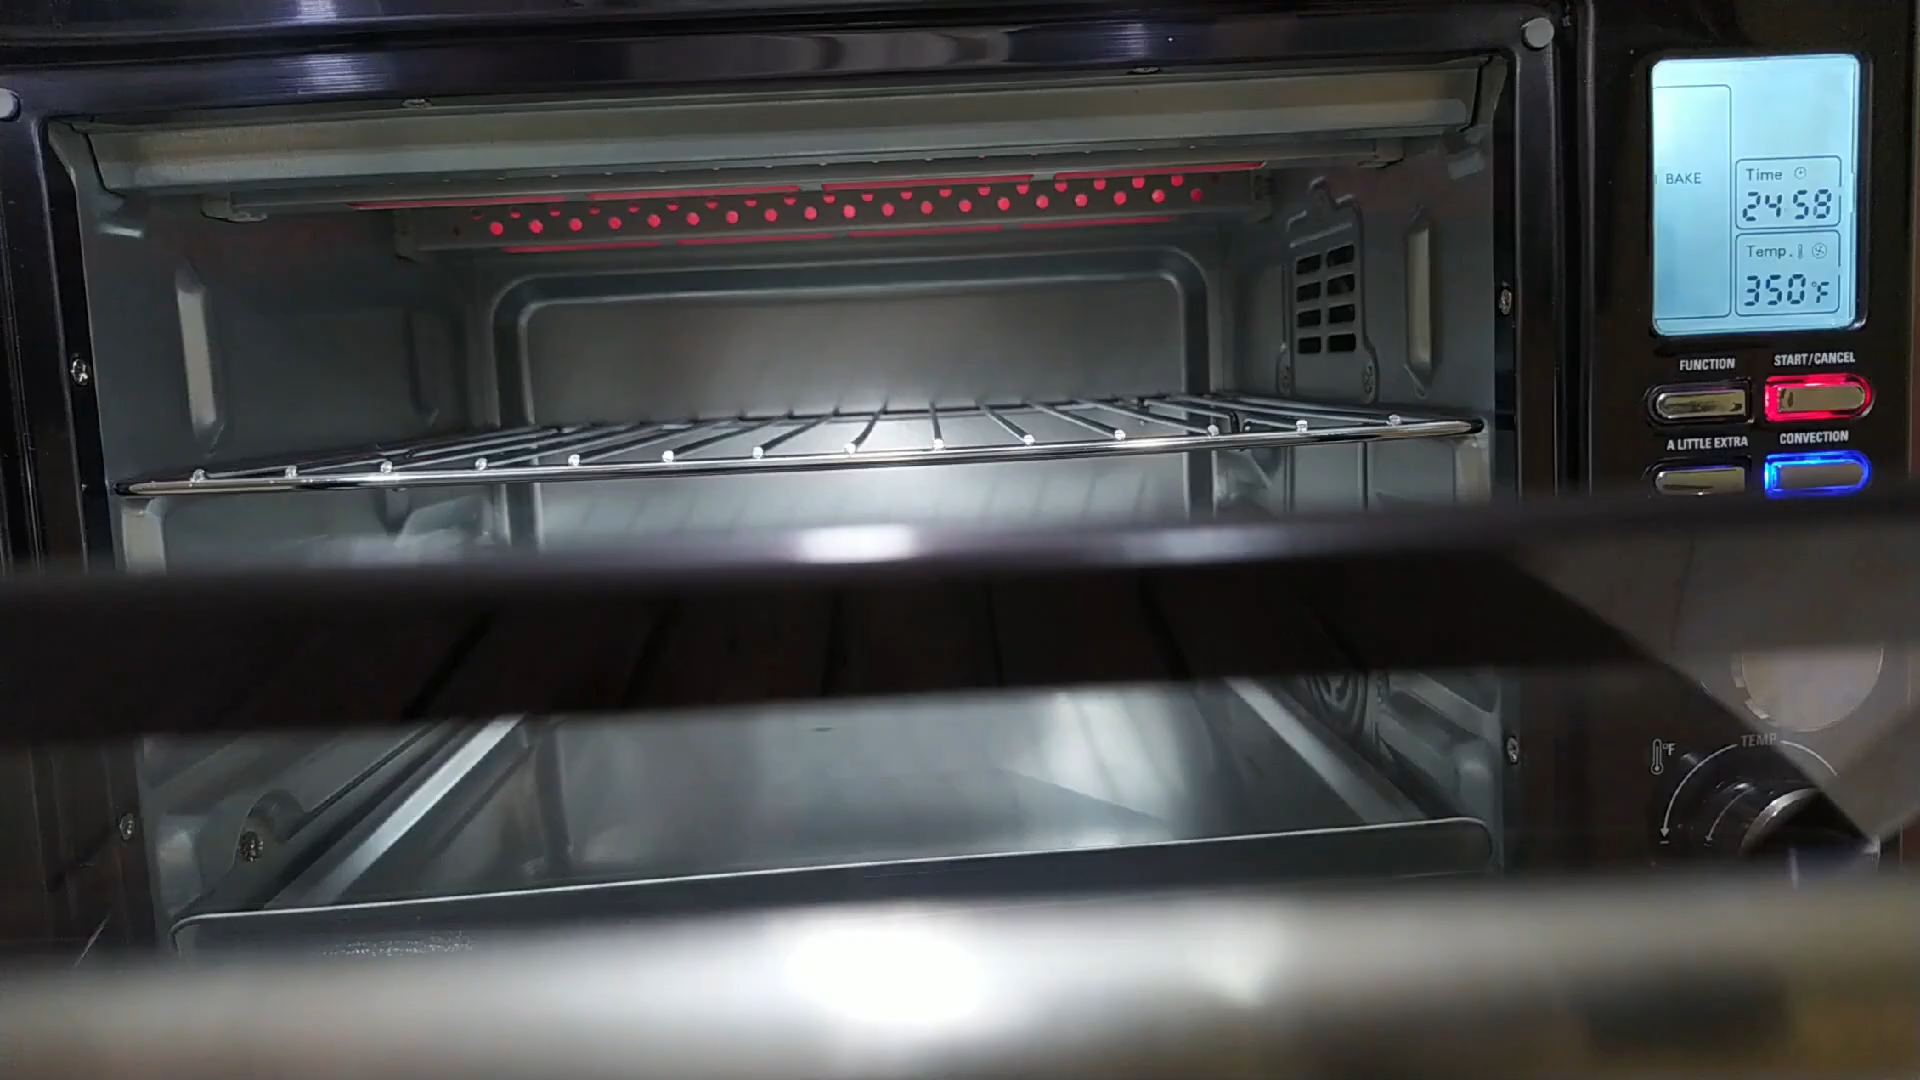 BAKE
Time
24 58
Temp.
350°F
FUNCTION
START/CANCEL
A LITTLE EXTRA
CONVECTION
°F
TEMP